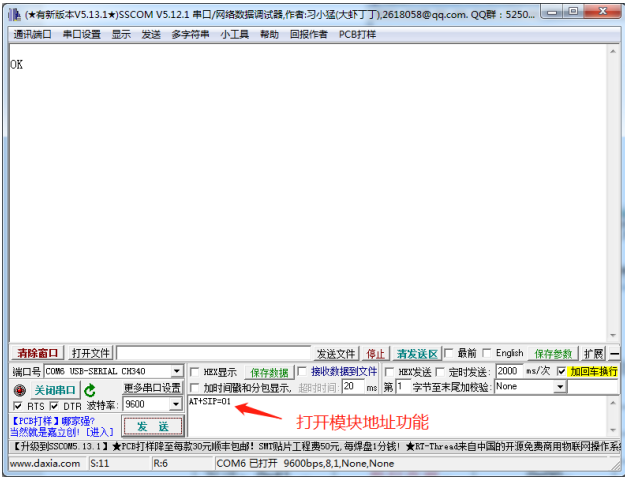 (★有新版本V5.13.1★)SSCOM V5.12.1 串口/网络数据调试器,作者:习小猛(大虾丁丁),2618058@qq.com. QQ群：5250...
通讯端口 串口设置 显示 发送 多字符串 小工具 帮助 回报作者 PCB打样
OK
清除窗口 打开文件 发送文件 停止 清发送区 最前 English 保存参数 扩展 —
端口号 COM6 USB-SERIAL CH340 HEX显示 保存数据 接收数据到文件 HEX发送 定时发送: 2000 ms/次 加回车换行
关闭串口 更多串口设置 加时间戳和分包显示, 超时时间: 20 ms 第 1 字节至末尾加校验: None
RTS DTR 波特率: 9600 AT+SIP=01
打开模块地址功能
【PCB打样】哪家强? 发 送
当然就是嘉立创!【进入】
【升级到SSCOM5.13.1】★PCB打样降至每款30元顺丰包邮! SMT贴片工程费50元, 每焊盘1分钱! ★RT-Thread来自中国的开源免费商用物联网操作系
www.daxia.com S:11 R:6 COM6 已打开 9600bps,8,1,None,None